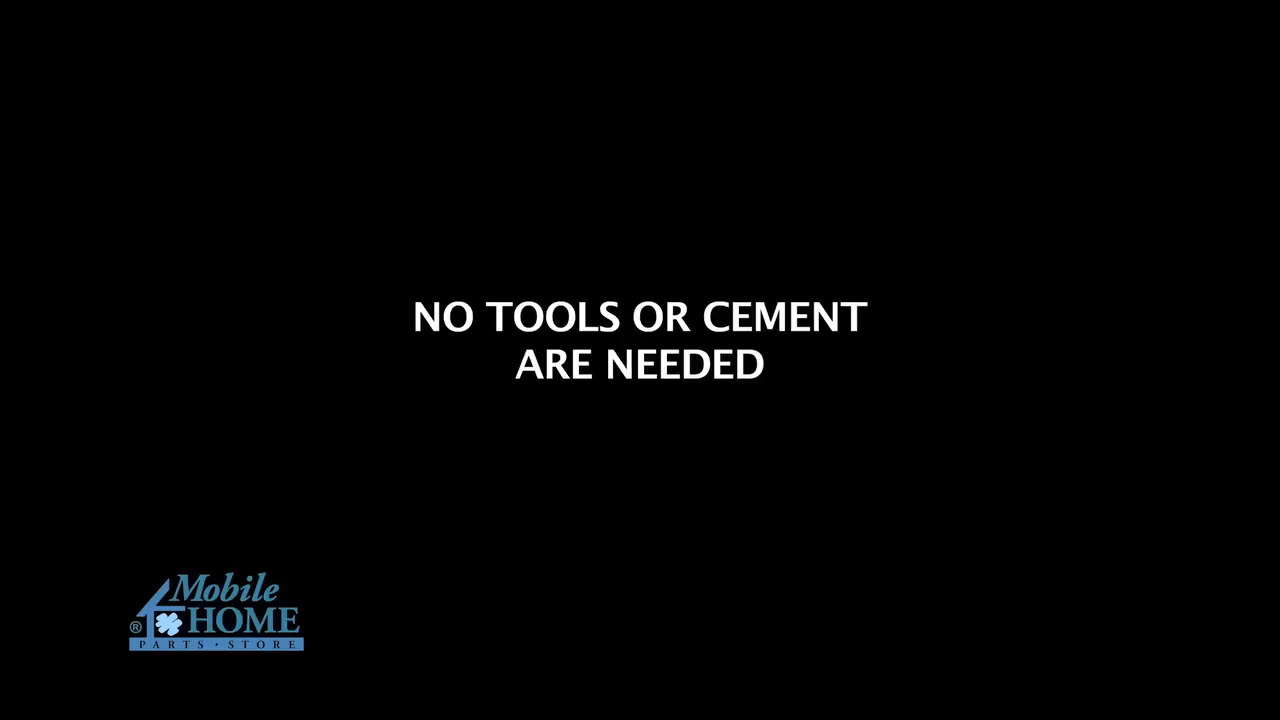 NO TOOLS OR CEMENT
ARE NEEDED
Mobile
® HOME
PARTS · STORE